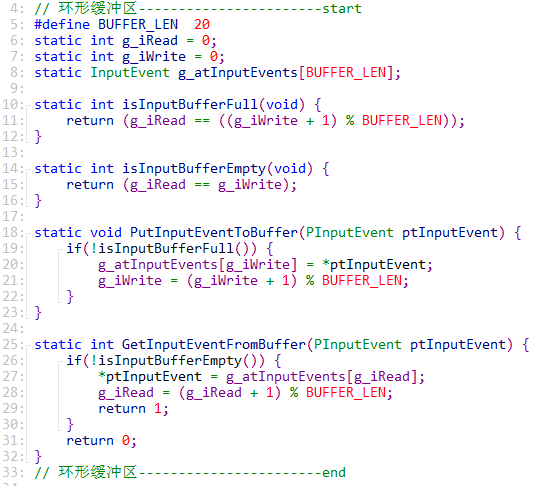 4: // 环形缓冲区-----------------------start
5: #define BUFFER_LEN  20
6: static int g_iRead = 0;
7: static int g_iWrite = 0;
8: static InputEvent g_atInputEvents[BUFFER_LEN];
9:
10: static int isInputBufferFull(void) {
11:     return (g_iRead == ((g_iWrite + 1) % BUFFER_LEN));
12: }
13:
14: static int isInputBufferEmpty(void) {
15:     return (g_iRead == g_iWrite);
16: }
17:
18: static void PutInputEventToBuffer(PInputEvent ptInputEvent) {
19:     if(!isInputBufferFull()) {
20:         g_atInputEvents[g_iWrite] = *ptInputEvent;
21:         g_iWrite = (g_iWrite + 1) % BUFFER_LEN;
22:     }
23: }
24:
25: static int GetInputEventFromBuffer(PInputEvent ptInputEvent) {
26:     if(!isInputBufferEmpty()) {
27:         *ptInputEvent = g_atInputEvents[g_iRead];
28:         g_iRead = (g_iRead + 1) % BUFFER_LEN;
29:         return 1;
30:     }
31:     return 0;
32: }
33: // 环形缓冲区-----------------------end